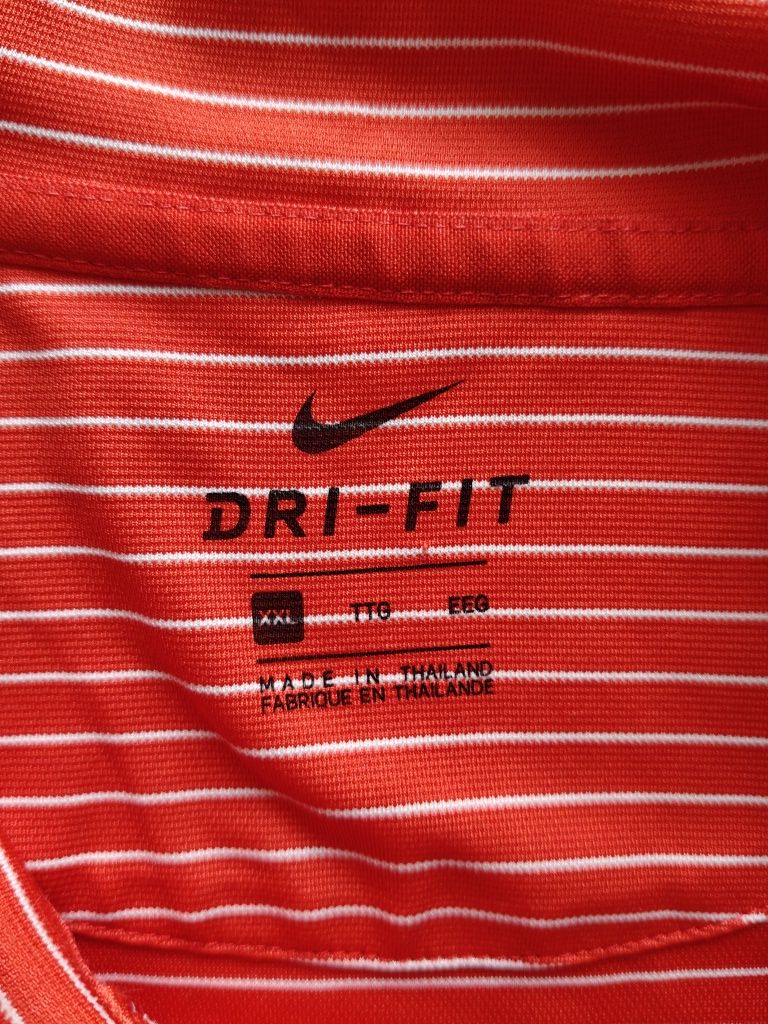 DRI-FIT
XXL TTG EEG
MADE IN THAILAND
FABRIQUE EN THAILANDE